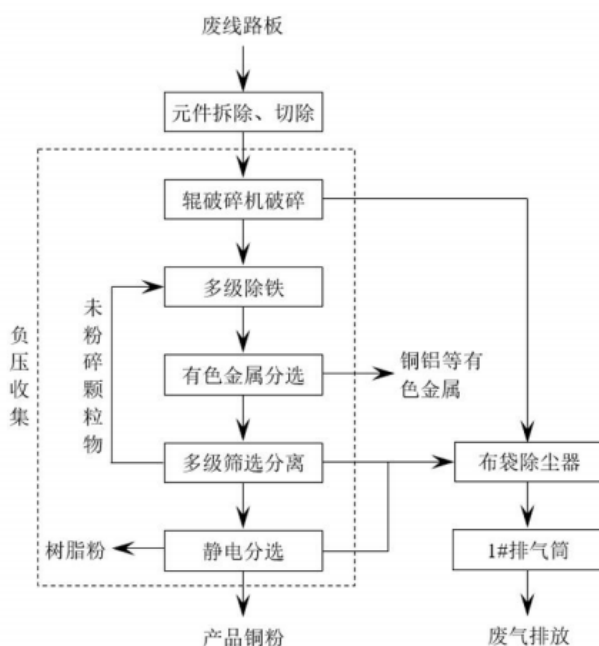 废线路板
元件拆除、切除
辊破碎机破碎
多级除铁
未粉碎颗粒物
负压收集
有色金属分选
铜铝等有
色金属
多级筛选分离
布袋除尘器
树脂粉
静电分选
1#排气筒
产品铜粉
废气排放